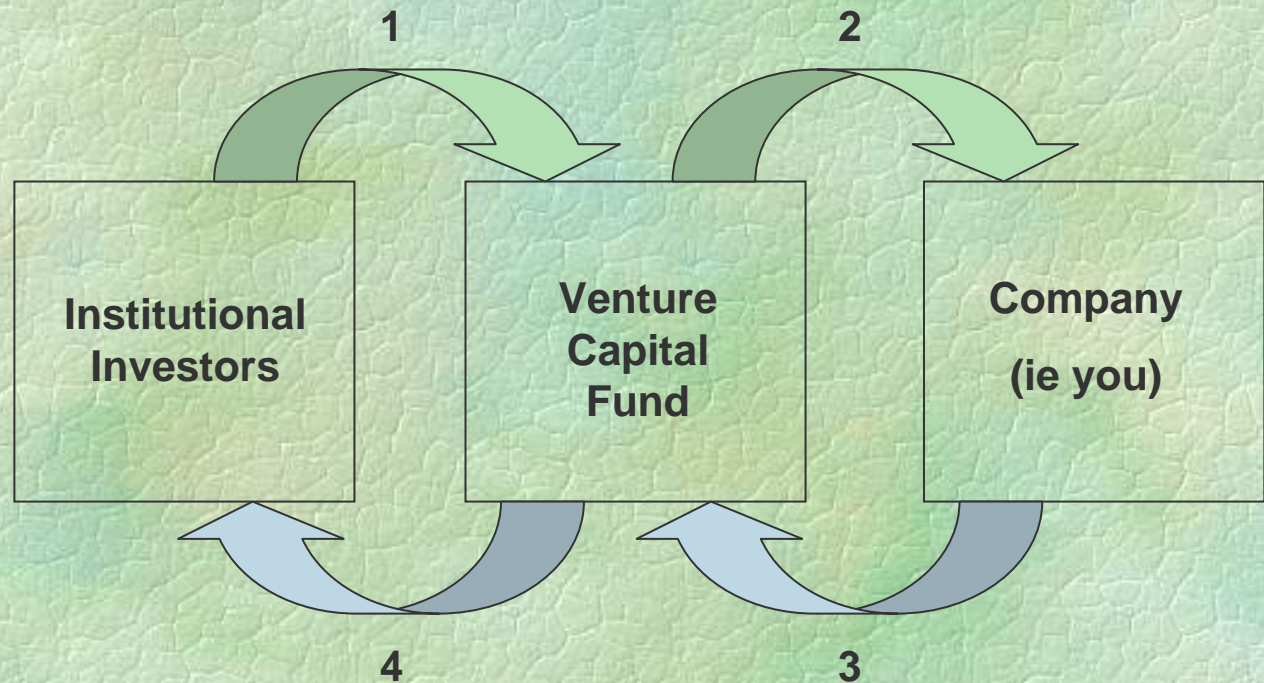 1
2
Institutional
Investors
Venture
Capital
Fund
Company
(ie you)
4
3